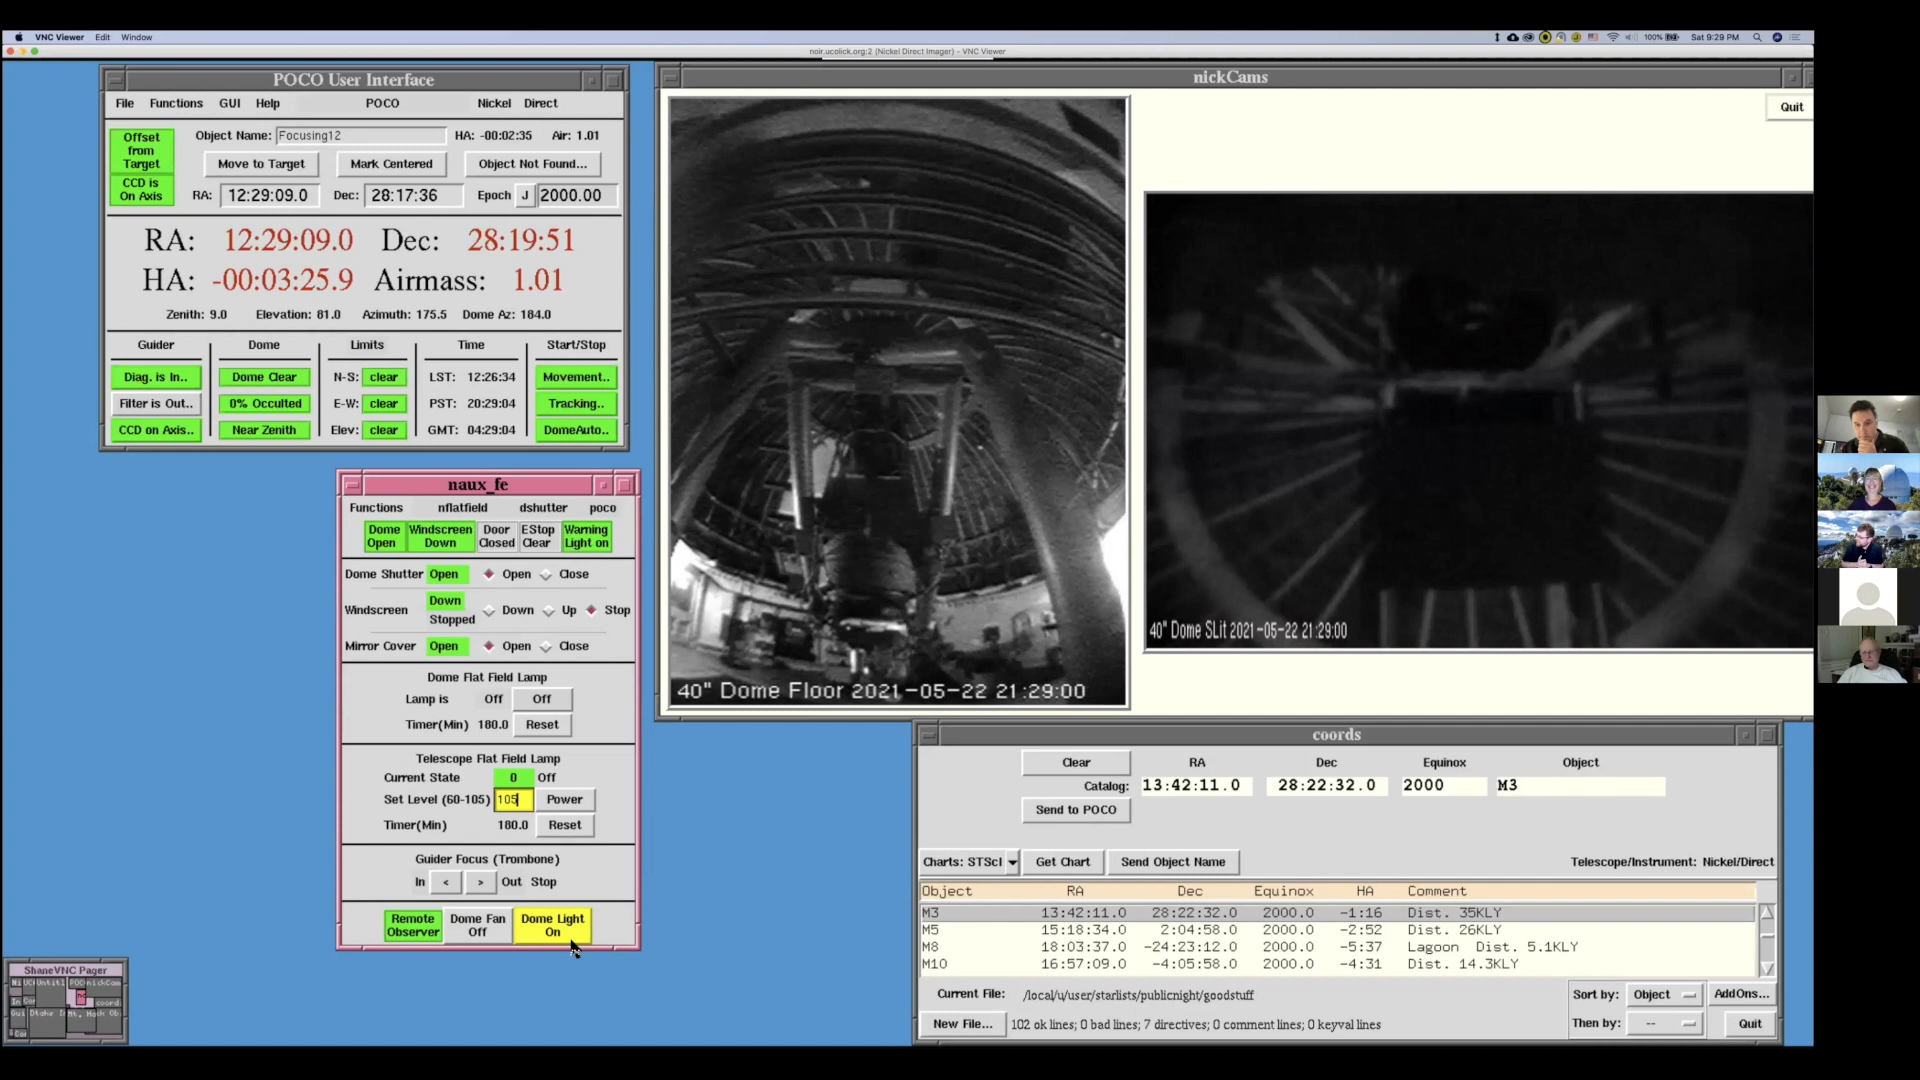 VNC Viewer Edit Window
100% Sat 9:29 PM
noir.ucolick.org:2 (Nickel Direct Imager) - VNC Viewer
POCO User Interface
File Functions GUI Help POCO Nickel Direct
Offset from Target
CCD is On Axis
Object Name: Focusing12 HA: -00:02:35 Air: 1.01
Move to Target Mark Centered Object Not Found...
RA: 12:29:09.0 Dec: 28:17:36 Epoch J 2000.00
RA: 12:29:09.0 Dec: 28:19:51
HA: -00:03:25.9 Airmass: 1.01
Zenith: 9.0 Elevation: 81.0 Azimuth: 175.5 Dome Az: 184.0
Guider Dome Limits Time Start/Stop
Diag. is In.. Dome Clear N-S: clear LST: 12:26:34 Movement..
Filter is Out.. 0% Occulted E-W: clear PST: 20:29:04 Tracking..
CCD on Axis.. Near Zenith Elev: clear GMT: 04:29:04 DomeAuto..
naux_fe
Functions nflatfield dshutter poco
Dome Open Windscreen Down Door Closed EStop Clear Warning Light on
Dome Shutter Open Open Close
Windscreen Down Stopped Down Up Stop
Mirror Cover Open Open Close
Dome Flat Field Lamp
Lamp is Off Off
Timer(Min) 180.0 Reset
Telescope Flat Field Lamp
Current State 0 Off
Set Level (60-105) 105 Power
Timer(Min) 180.0 Reset
Guider Focus (Trombone)
In < > Out Stop
Remote Observer Dome Fan Off Dome Light On
ShaneVNC Pager
nickCams
Quit
40" Dome Floor 2021-05-22 21:29:00
40" Dome SLit 2021-05-22 21:29:00
coords
Clear RA Dec Equinox Object
Catalog: 13:42:11.0 28:22:32.0 2000 M3
Send to POCO
Charts: STScI Get Chart Send Object Name Telescope/Instrument: Nickel/Direct
Object RA Dec Equinox HA Comment
M3 13:42:11.0 28:22:32.0 2000.0 -1:16 Dist. 35KLY
M5 15:18:34.0 2:04:58.0 2000.0 -2:52 Dist. 26KLY
M8 18:03:37.0 -24:23:12.0 2000.0 -5:37 Lagoon Dist. 5.1KLY
M10 16:57:09.0 -4:05:58.0 2000.0 -4:31 Dist. 14.3KLY
Current File: /local/u/user/starlists/publicnight/goodstuff Sort by: Object AddOns...
New File... 102 ok lines; 0 bad lines; 7 directives; 0 comment lines; 0 keyval lines Then by: -- Quit